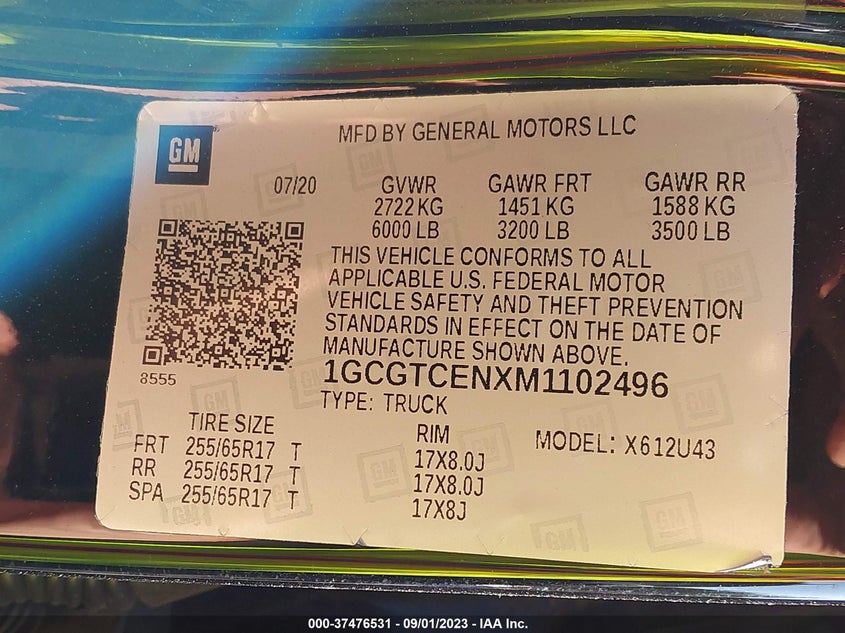 GM
MFD BY GENERAL MOTORS LLC
07/20 GVWR GAWR FRT GAWR RR
2722 KG 1451 KG 1588 KG
6000 LB 3200 LB 3500 LB
THIS VEHICLE CONFORMS TO ALL
APPLICABLE U.S. FEDERAL MOTOR
VEHICLE SAFETY AND THEFT PREVENTION
STANDARDS IN EFFECT ON THE DATE OF
MANUFACTURE SHOWN ABOVE.
8555
1GCGTCENXM1102496
TYPE: TRUCK
TIRE SIZE RIM MODEL: X612U43
FRT 255/65R17 T 17X8.0J
RR 255/65R17 T 17X8.0J
SPA 255/65R17 T 17X8J
000-37476531 - 09/01/2023 - IAA Inc.